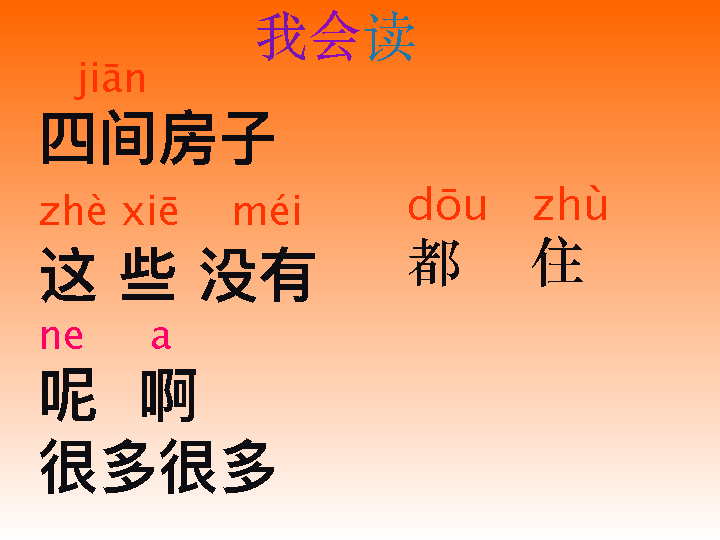 我会读
jiān
四间房子
zhè xiē méi
这些没有
ne a
呢 啊
很多很多
dōu zhù
都 住